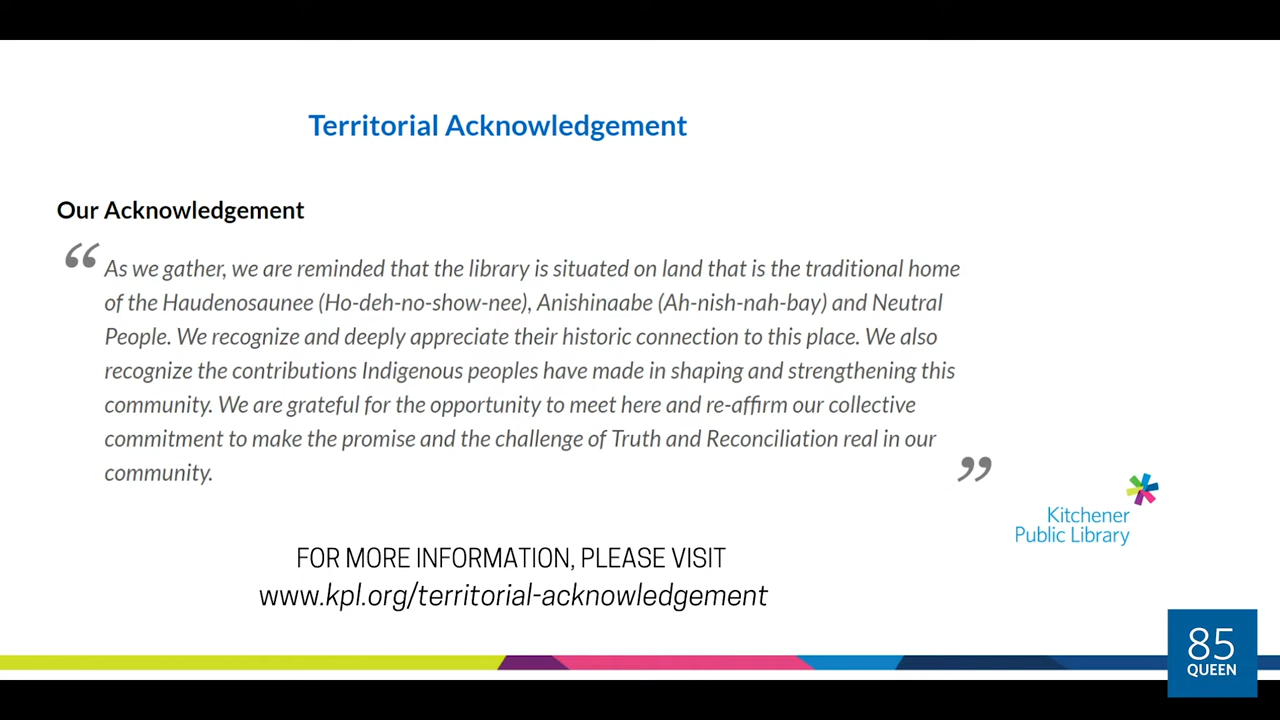 Territorial Acknowledgement
Our Acknowledgement
“ As we gather, we are reminded that the library is situated on land that is the traditional home
of the Haudenosaunee (Ho-deh-no-show-nee), Anishinaabe (Ah-nish-nah-bay) and Neutral
People. We recognize and deeply appreciate their historic connection to this place. We also
recognize the contributions Indigenous peoples have made in shaping and strengthening this
community. We are grateful for the opportunity to meet here and re-affirm our collective
commitment to make the promise and the challenge of Truth and Reconciliation real in our
community. ”
Kitchener
Public Library
FOR MORE INFORMATION, PLEASE VISIT
www.kpl.org/territorial-acknowledgement
85
QUEEN